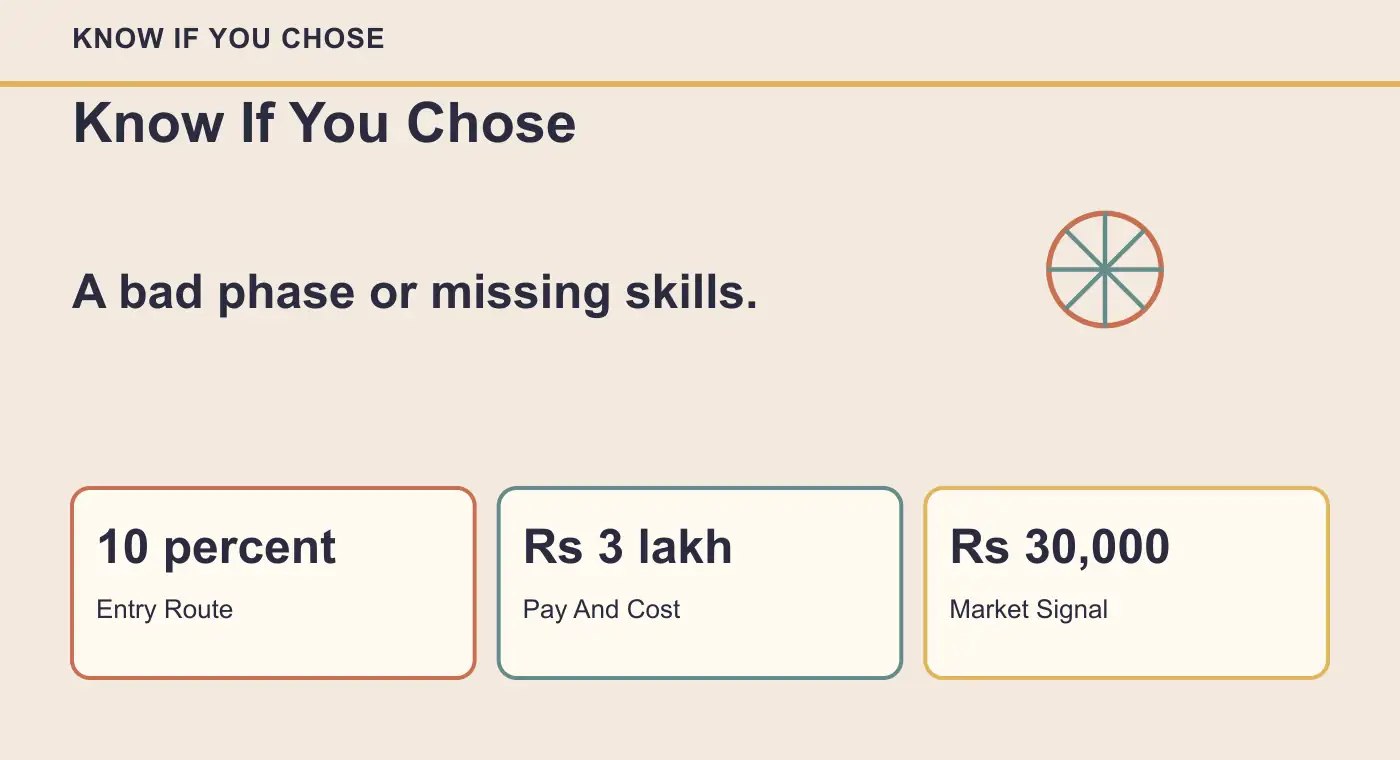 KNOW IF YOU CHOSE
Know If You Chose
A bad phase or missing skills.
10 percent
Entry Route
Rs 3 lakh
Pay And Cost
Rs 30,000
Market Signal